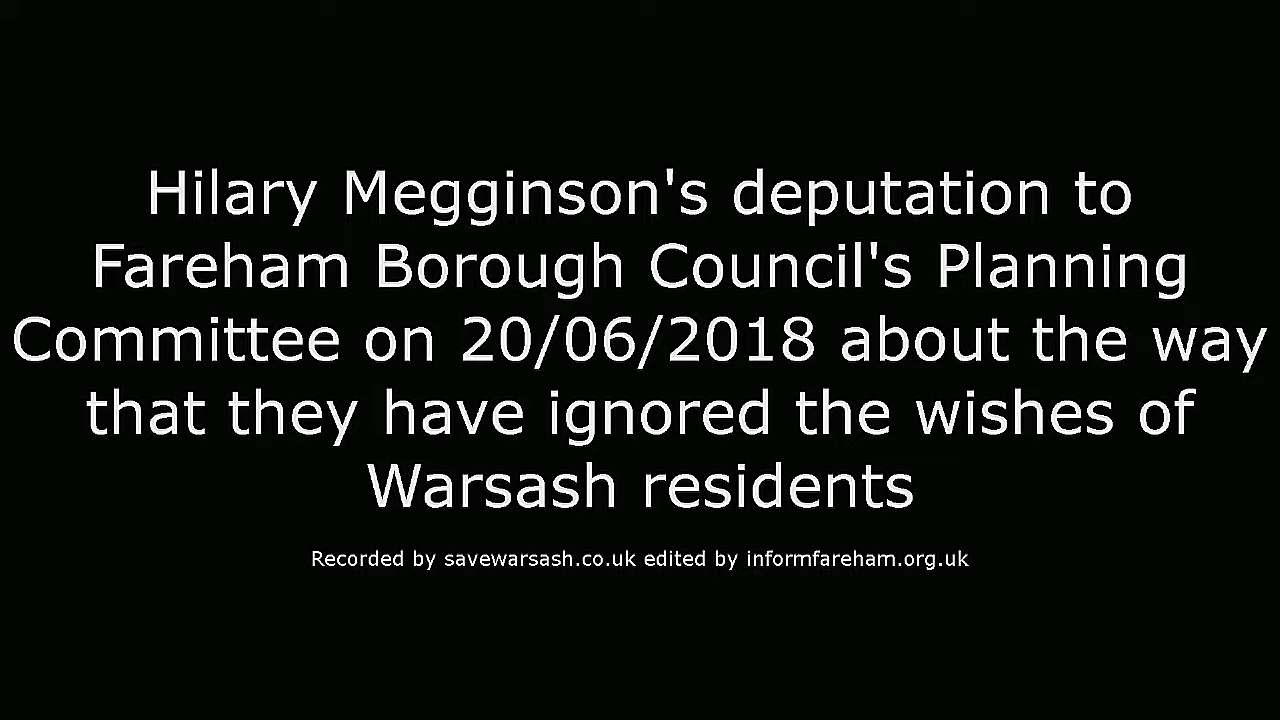 Hilary Megginson's deputation to
Fareham Borough Council's Planning
Committee on 20/06/2018 about the way
that they have ignored the wishes of
Warsash residents
Recorded by savewarsash.co.uk edited by informfareham.org.uk